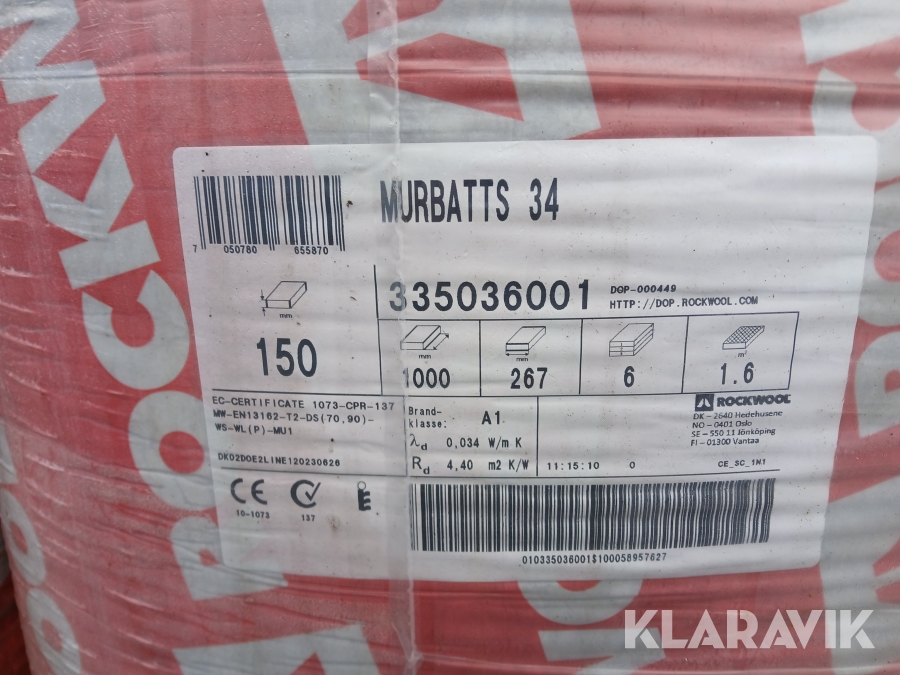 ROCKWOOL
MURBATTS 34
7 050780 655870
335036001
DOP-000449
HTTP://DOP.ROCKWOOL.COM
mm
150
mm
1000
mm
267
6
m²
1.6
EC-CERTIFICATE 1073-CPR-137
MW-EN13162-T2-DS(70,90)-
WS-WL(P)-MU1
DK02DOE2LINE120230626
Brand-
klasse: A1
λd 0,034 W/m K
Rd 4,40 m2 K/W
ROCKWOOL
DK – 2640 Hedehusene
NO – 0401 Oslo
SE – 550 11 Jönköping
FI – 01300 Vantaa
11:15:10 0 CE_SC_1N1
CE
10-1073
137
010335036001$100058957627
KLARAVIK